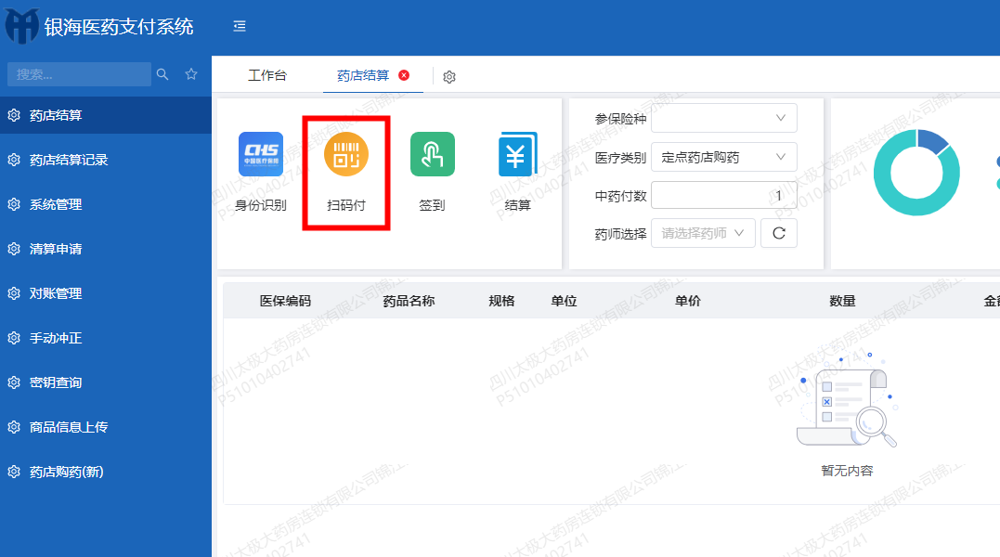 银海医药支付系统
搜索...
药店结算
药店结算记录
系统管理
清算申请
对账管理
手动冲正
密钥查询
商品信息上传
药店购药(新)
工作台
药店结算
CHS
中国医疗保障
身份识别
扫码付
签到
结算
参保险种
医疗类别
定点药店购药
中药付数
1
药师选择
请选择药师
医保编码
药品名称
规格
单位
单价
数量
暂无内容
四川太极大药房连锁有限公司锦江
P51010402741